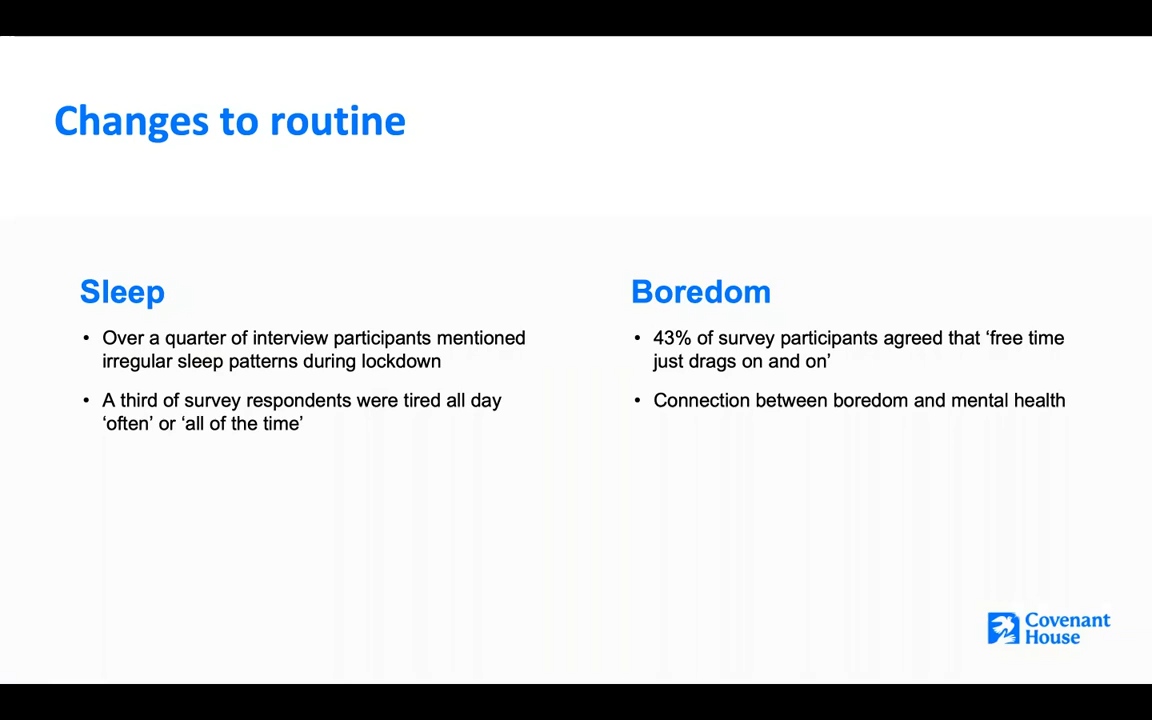 Changes to routine
Sleep
• Over a quarter of interview participants mentioned
irregular sleep patterns during lockdown
• A third of survey respondents were tired all day
‘often’ or ‘all of the time’
Boredom
• 43% of survey participants agreed that ‘free time
just drags on and on’
• Connection between boredom and mental health
Covenant
House